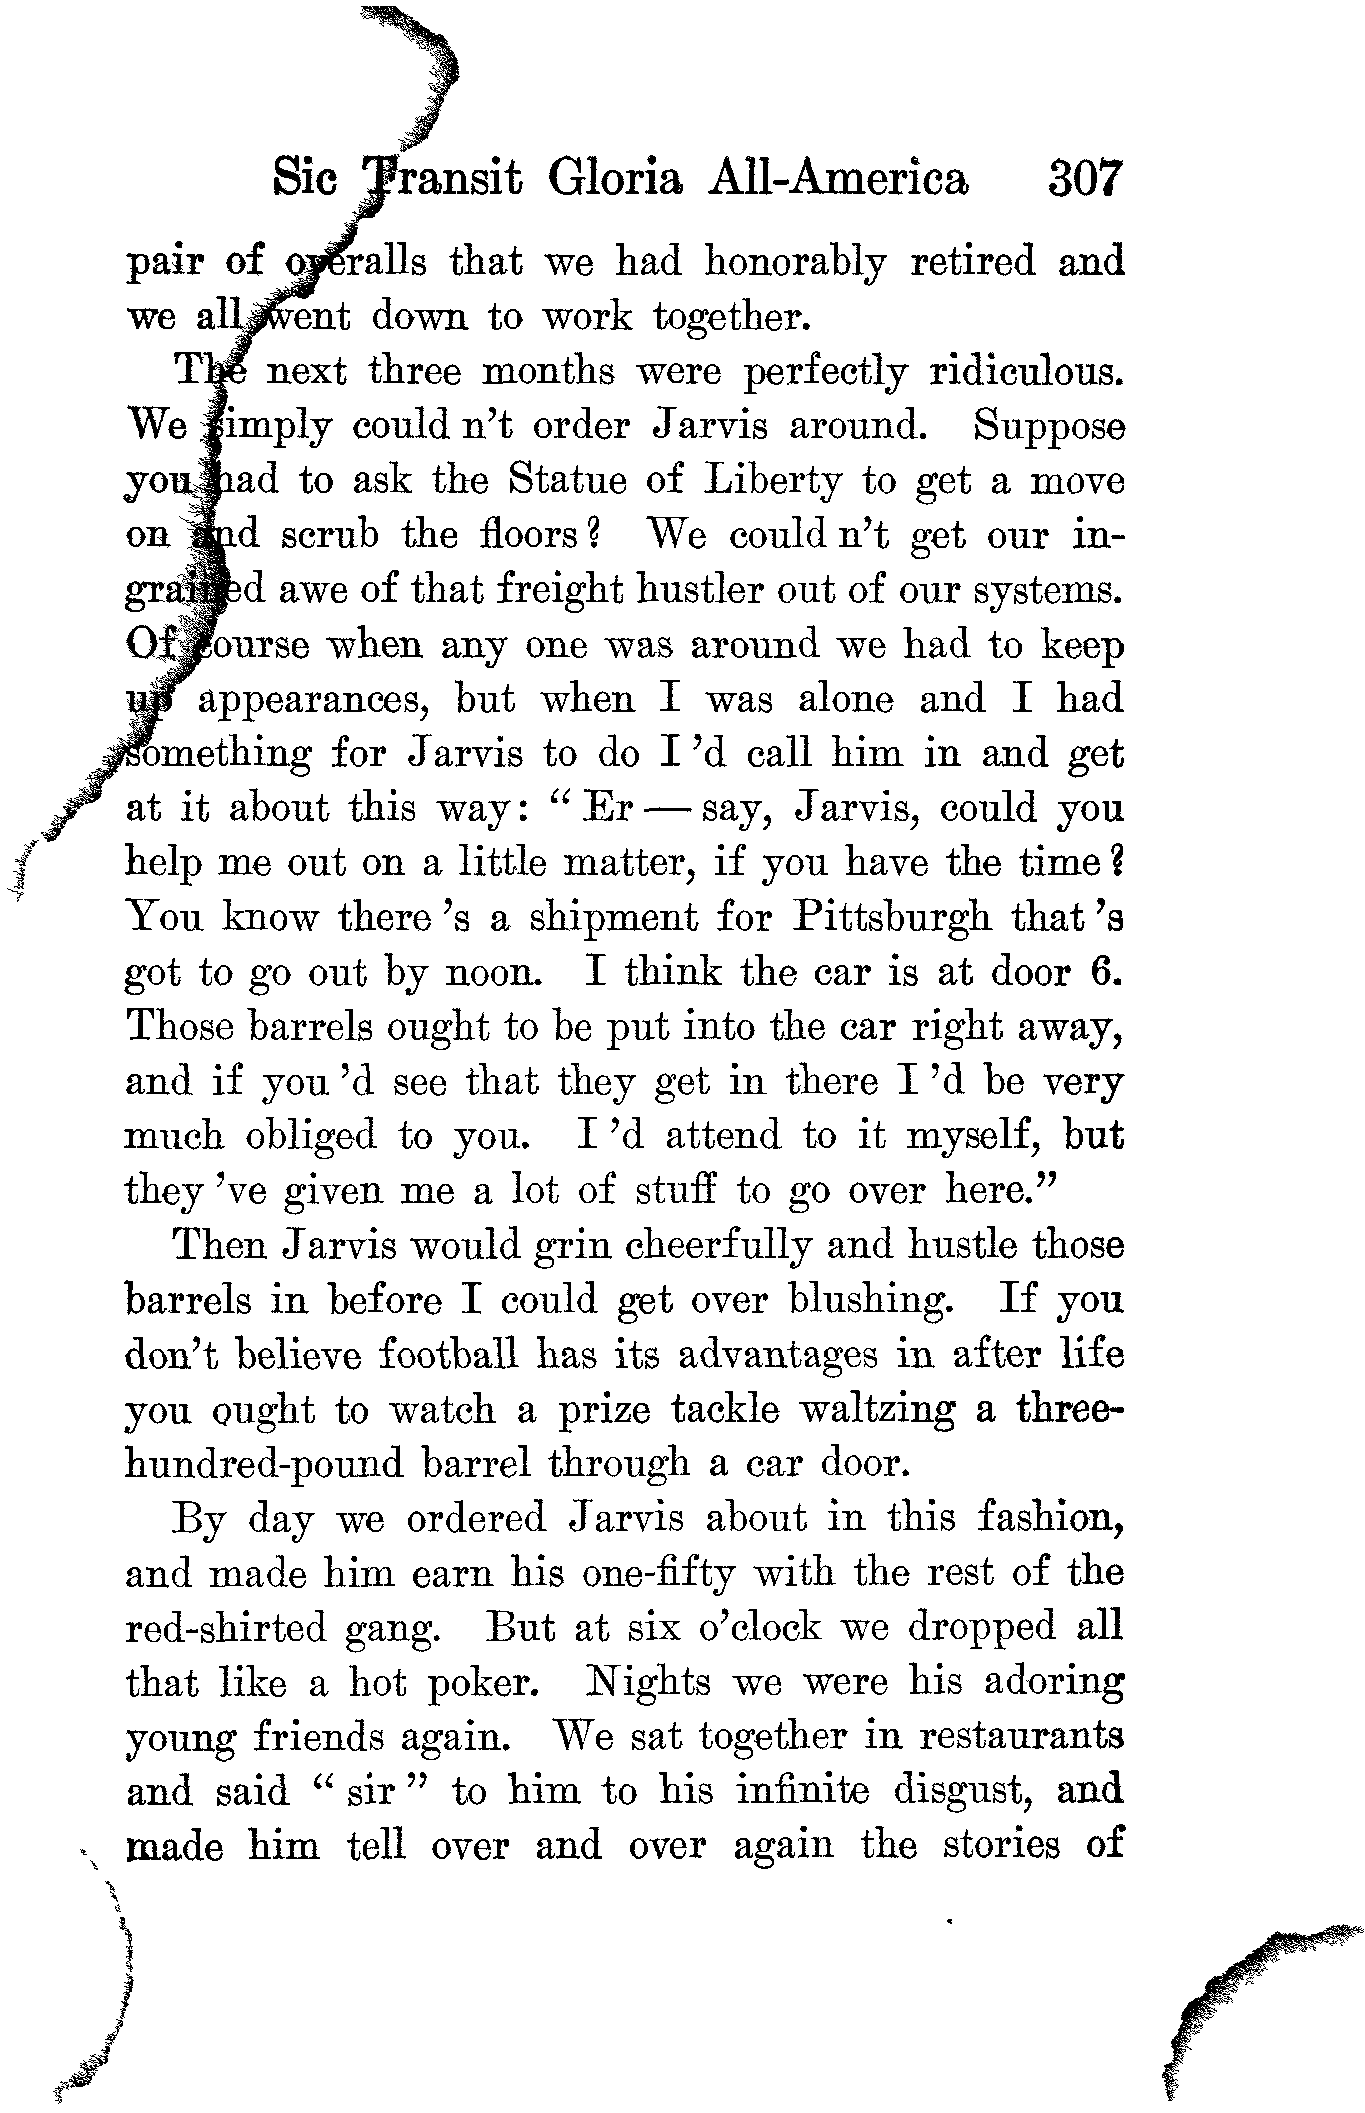 Sic Transit Gloria All-America 307
pair of overalls that we had honorably retired and
we all went down to work together.
The next three months were perfectly ridiculous.
We simply could n't order Jarvis around. Suppose
you had to ask the Statue of Liberty to get a move
on and scrub the floors? We could n't get our in-
grained awe of that freight hustler out of our systems.
Of course when any one was around we had to keep
up appearances, but when I was alone and I had
something for Jarvis to do I 'd call him in and get
at it about this way: " Er — say, Jarvis, could you
help me out on a little matter, if you have the time?
You know there 's a shipment for Pittsburgh that 's
got to go out by noon. I think the car is at door 6.
Those barrels ought to be put into the car right away,
and if you 'd see that they get in there I 'd be very
much obliged to you. I 'd attend to it myself, but
they 've given me a lot of stuff to go over here."
Then Jarvis would grin cheerfully and hustle those
barrels in before I could get over blushing. If you
don't believe football has its advantages in after life
you ought to watch a prize tackle waltzing a three-
hundred-pound barrel through a car door.
By day we ordered Jarvis about in this fashion,
and made him earn his one-fifty with the rest of the
red-shirted gang. But at six o'clock we dropped all
that like a hot poker. Nights we were his adoring
young friends again. We sat together in restaurants
and said " sir " to him to his infinite disgust, and
made him tell over and over again the stories of